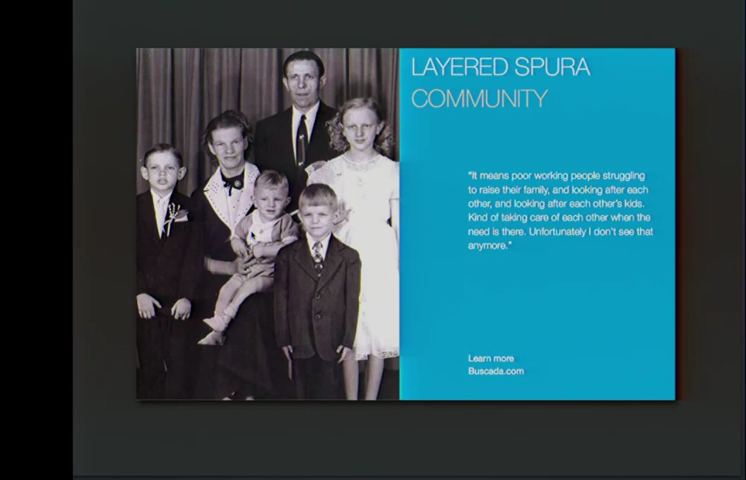 LAYERED SPURA
COMMUNITY
"It means poor working people struggling
to raise their family, and looking after each
other, and looking after each other's kids.
Kind of taking care of each other when the
need is there. Unfortunately I don't see that
anymore."
Learn more
Buscada.com